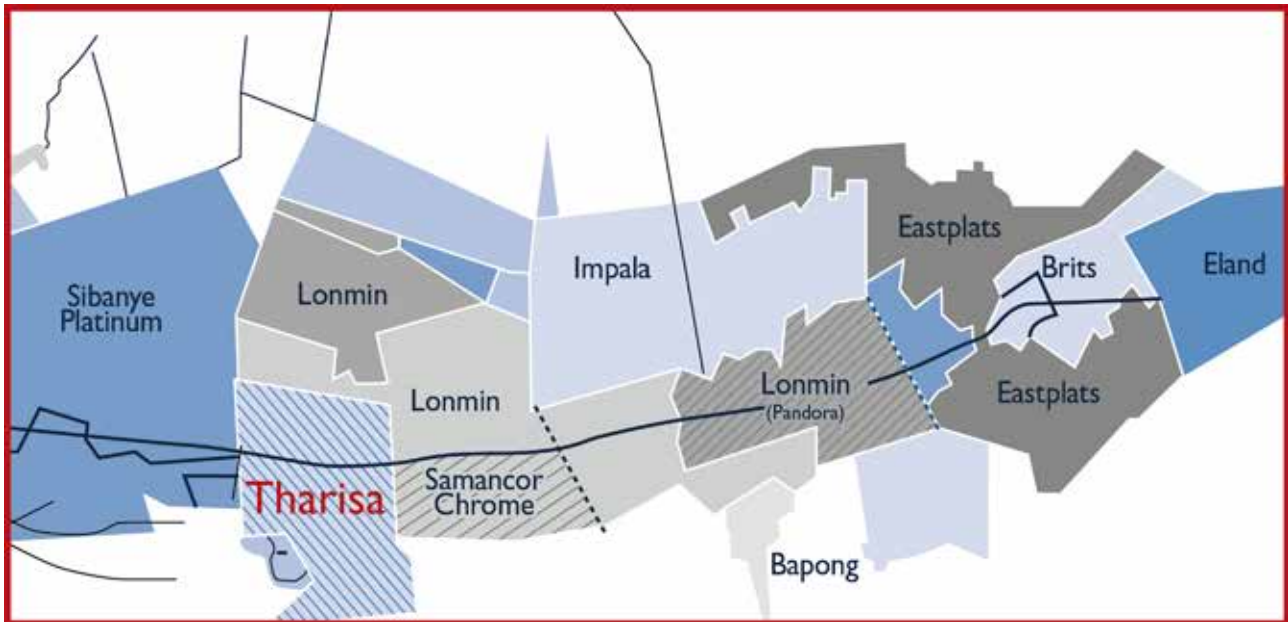 Sibanye
Platinum
Lonmin
Impala
Eastplats
Brits
Eland
Lonmin
Lonmin
(Pandora)
Eastplats
Tharisa
Samancor
Chrome
Bapong